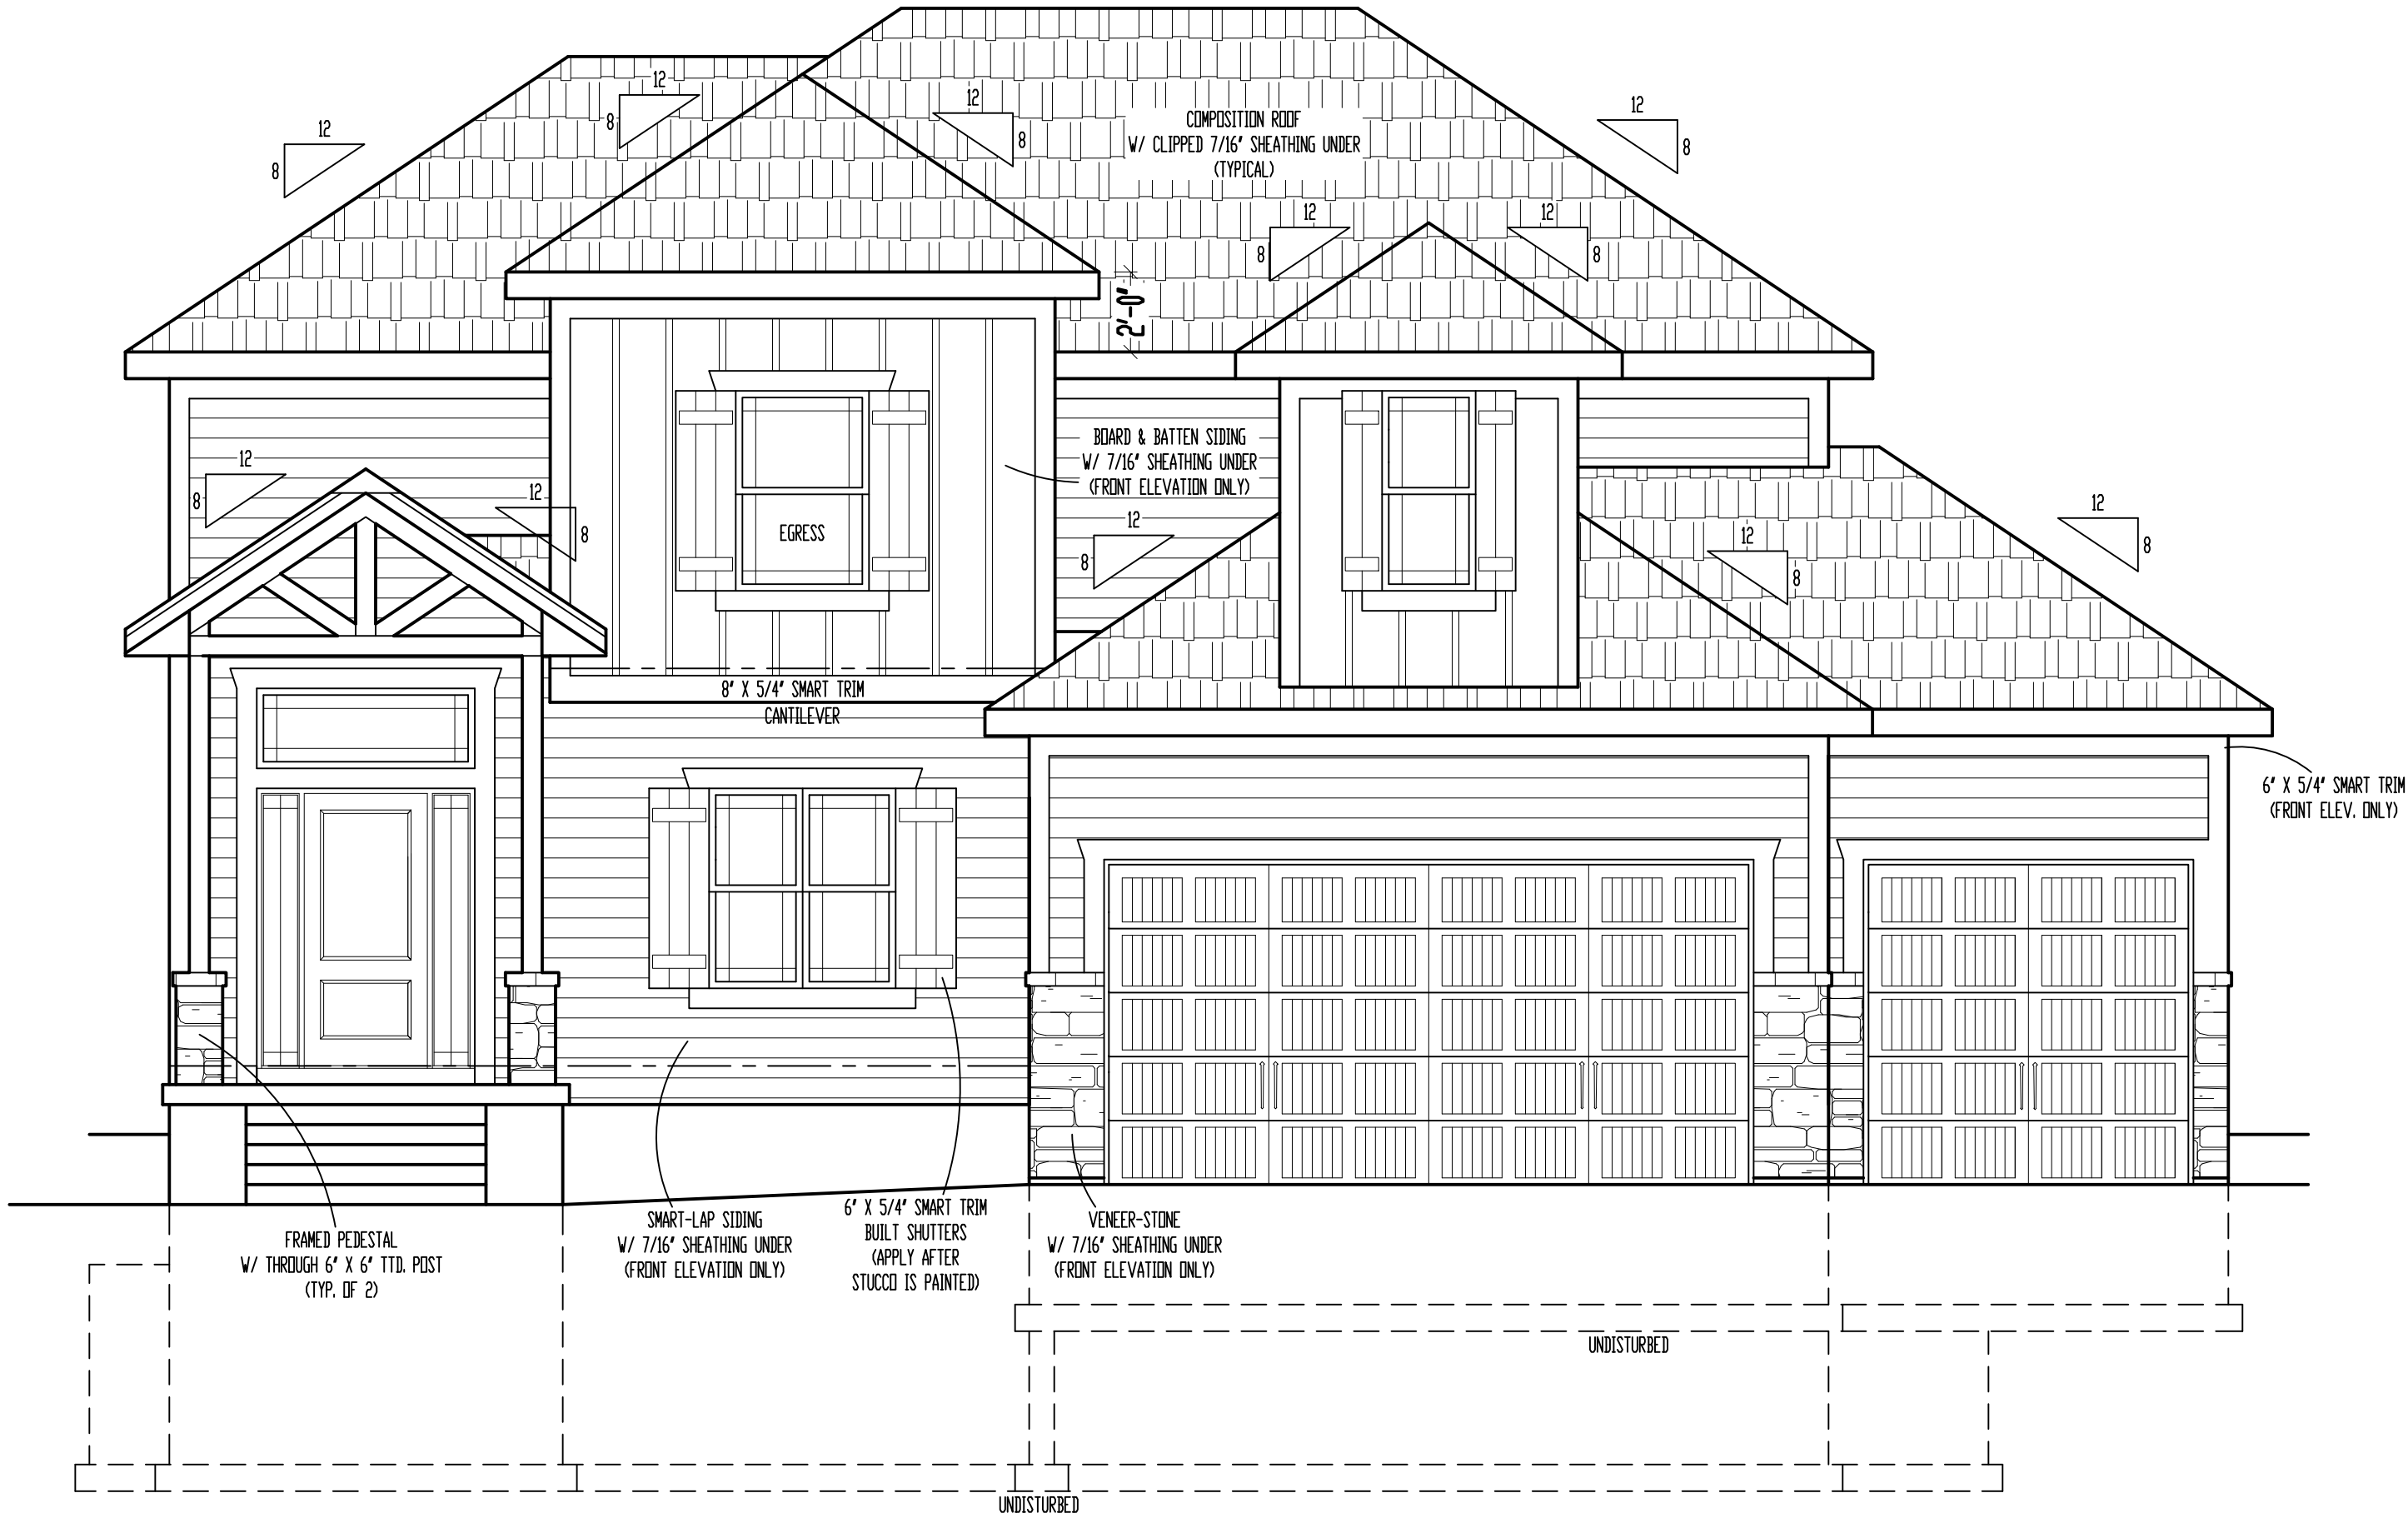 12
8
12
8
12
8
COMPOSITION ROOF
W/ CLIPPED 7/16" SHEATHING UNDER
(TYPICAL)
12
8
12
8
12
8
2'-0"
BOARD & BATTEN SIDING
W/ 7/16" SHEATHING UNDER
(FRONT ELEVATION ONLY)
12
8
12
8
EGRESS
12
8
12
8
12
8
8" X 5/4" SMART TRIM
CANTILEVER
6" X 5/4" SMART TRIM
(FRONT ELEV. ONLY)
FRAMED PEDESTAL
W/ THROUGH 6" X 6" TTD. POST
(TYP. OF 2)
SMART-LAP SIDING
W/ 7/16" SHEATHING UNDER
(FRONT ELEVATION ONLY)
6" X 5/4" SMART TRIM
BUILT SHUTTERS
(APPLY AFTER
STUCCO IS PAINTED)
VENEER-STONE
W/ 7/16" SHEATHING UNDER
(FRONT ELEVATION ONLY)
UNDISTURBED
UNDISTURBED